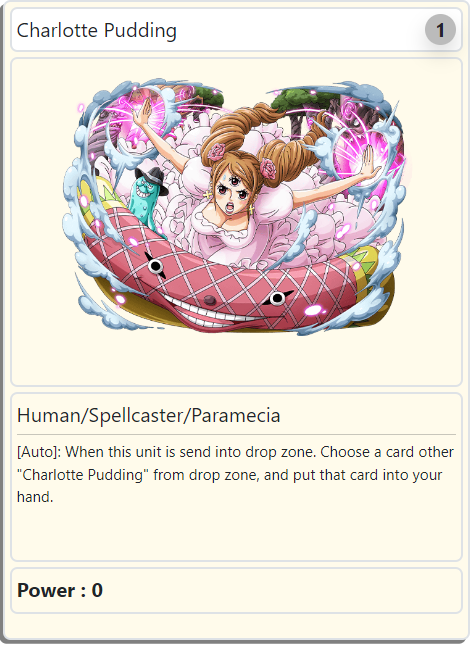 Charlotte Pudding
1
Human/Spellcaster/Paramecia
[Auto]: When this unit is send into drop zone. Choose a card other
"Charlotte Pudding" from drop zone, and put that card into your
hand.
Power : 0